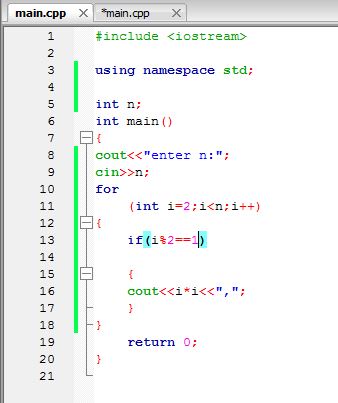 main.cpp *main.cpp
1 #include <iostream>
2
3 using namespace std;
4
5 int n;
6 int main()
7 {
8 cout<<"enter n:";
9 cin>>n;
10 for
11 (int i=2;i<n;i++)
12 {
13 if(i%2==1)
14
15 {
16 cout<<i*i<<",";
17 }
18 }
19 return 0;
20 }
21